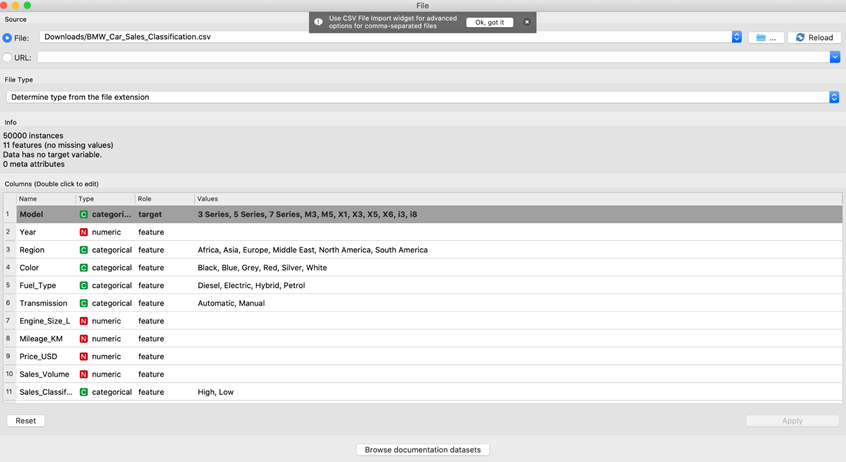 File
Source
Use CSV File Import widget for advanced
options for comma-separated files
Ok, got it
File:
Downloads/BMW_Car_Sales_Classification.csv
...
Reload
URL:
File Type
Determine type from the file extension
Info
50000 instances
11 features (no missing values)
Data has no target variable.
0 meta attributes
Columns (Double click to edit)
Name Type Role Values
1 Model C categori... target 3 Series, 5 Series, 7 Series, M3, M5, X1, X3, X5, X6, i3, i8
2 Year N numeric feature
3 Region C categorical feature Africa, Asia, Europe, Middle East, North America, South America
4 Color C categorical feature Black, Blue, Grey, Red, Silver, White
5 Fuel_Type C categorical feature Diesel, Electric, Hybrid, Petrol
6 Transmission C categorical feature Automatic, Manual
7 Engine_Size_L N numeric feature
8 Mileage_KM N numeric feature
9 Price_USD N numeric feature
10 Sales_Volume N numeric feature
11 Sales_Classif... C categorical feature High, Low
Reset
Apply
Browse documentation datasets